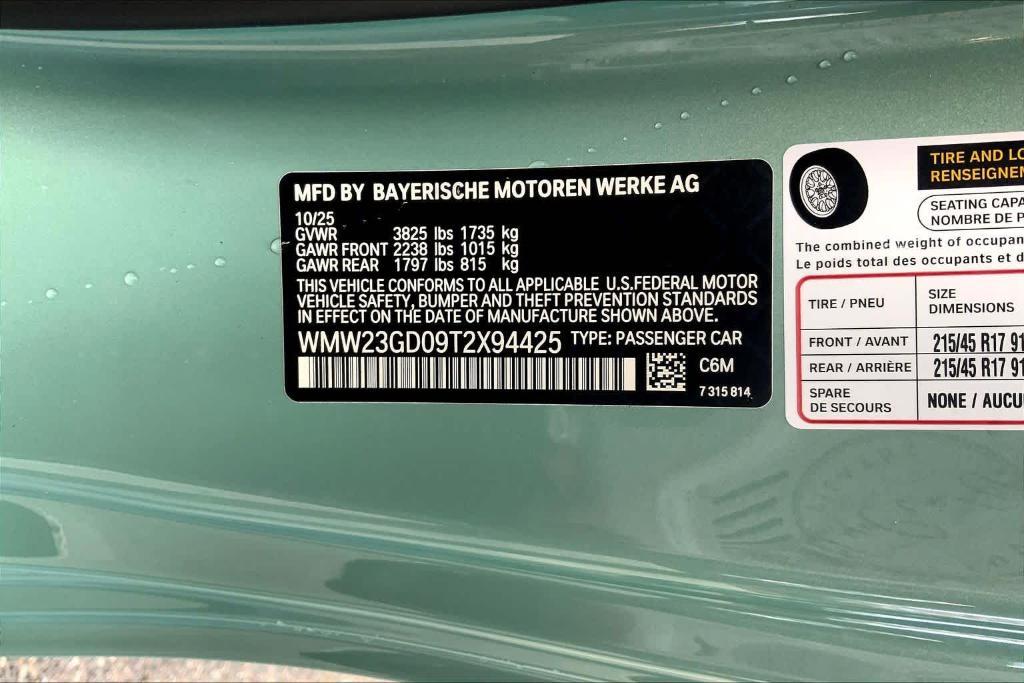 MFD BY BAYERISCHE MOTOREN WERKE AG
10/25
GVWR 3825 lbs 1735 kg
GAWR FRONT 2238 lbs 1015 kg
GAWR REAR 1797 lbs 815 kg
THIS VEHICLE CONFORMS TO ALL APPLICABLE U.S.FEDERAL MOTOR
VEHICLE SAFETY, BUMPER AND THEFT PREVENTION STANDARDS
IN EFFECT ON THE DATE OF MANUFACTURE SHOWN ABOVE.
WMW23GD09T2X94425 TYPE: PASSENGER CAR
C6M
7 315 814
TIRE AND LO
RENSEIGNEM
SEATING CAPA
NOMBRE DE P
The combined weight of occupan
Le poids total des occupants et d
TIRE / PNEU SIZE
DIMENSIONS
FRONT / AVANT 215/45 R17 91
REAR / ARRIÈRE 215/45 R17 91
SPARE
DE SECOURS NONE / AUCU